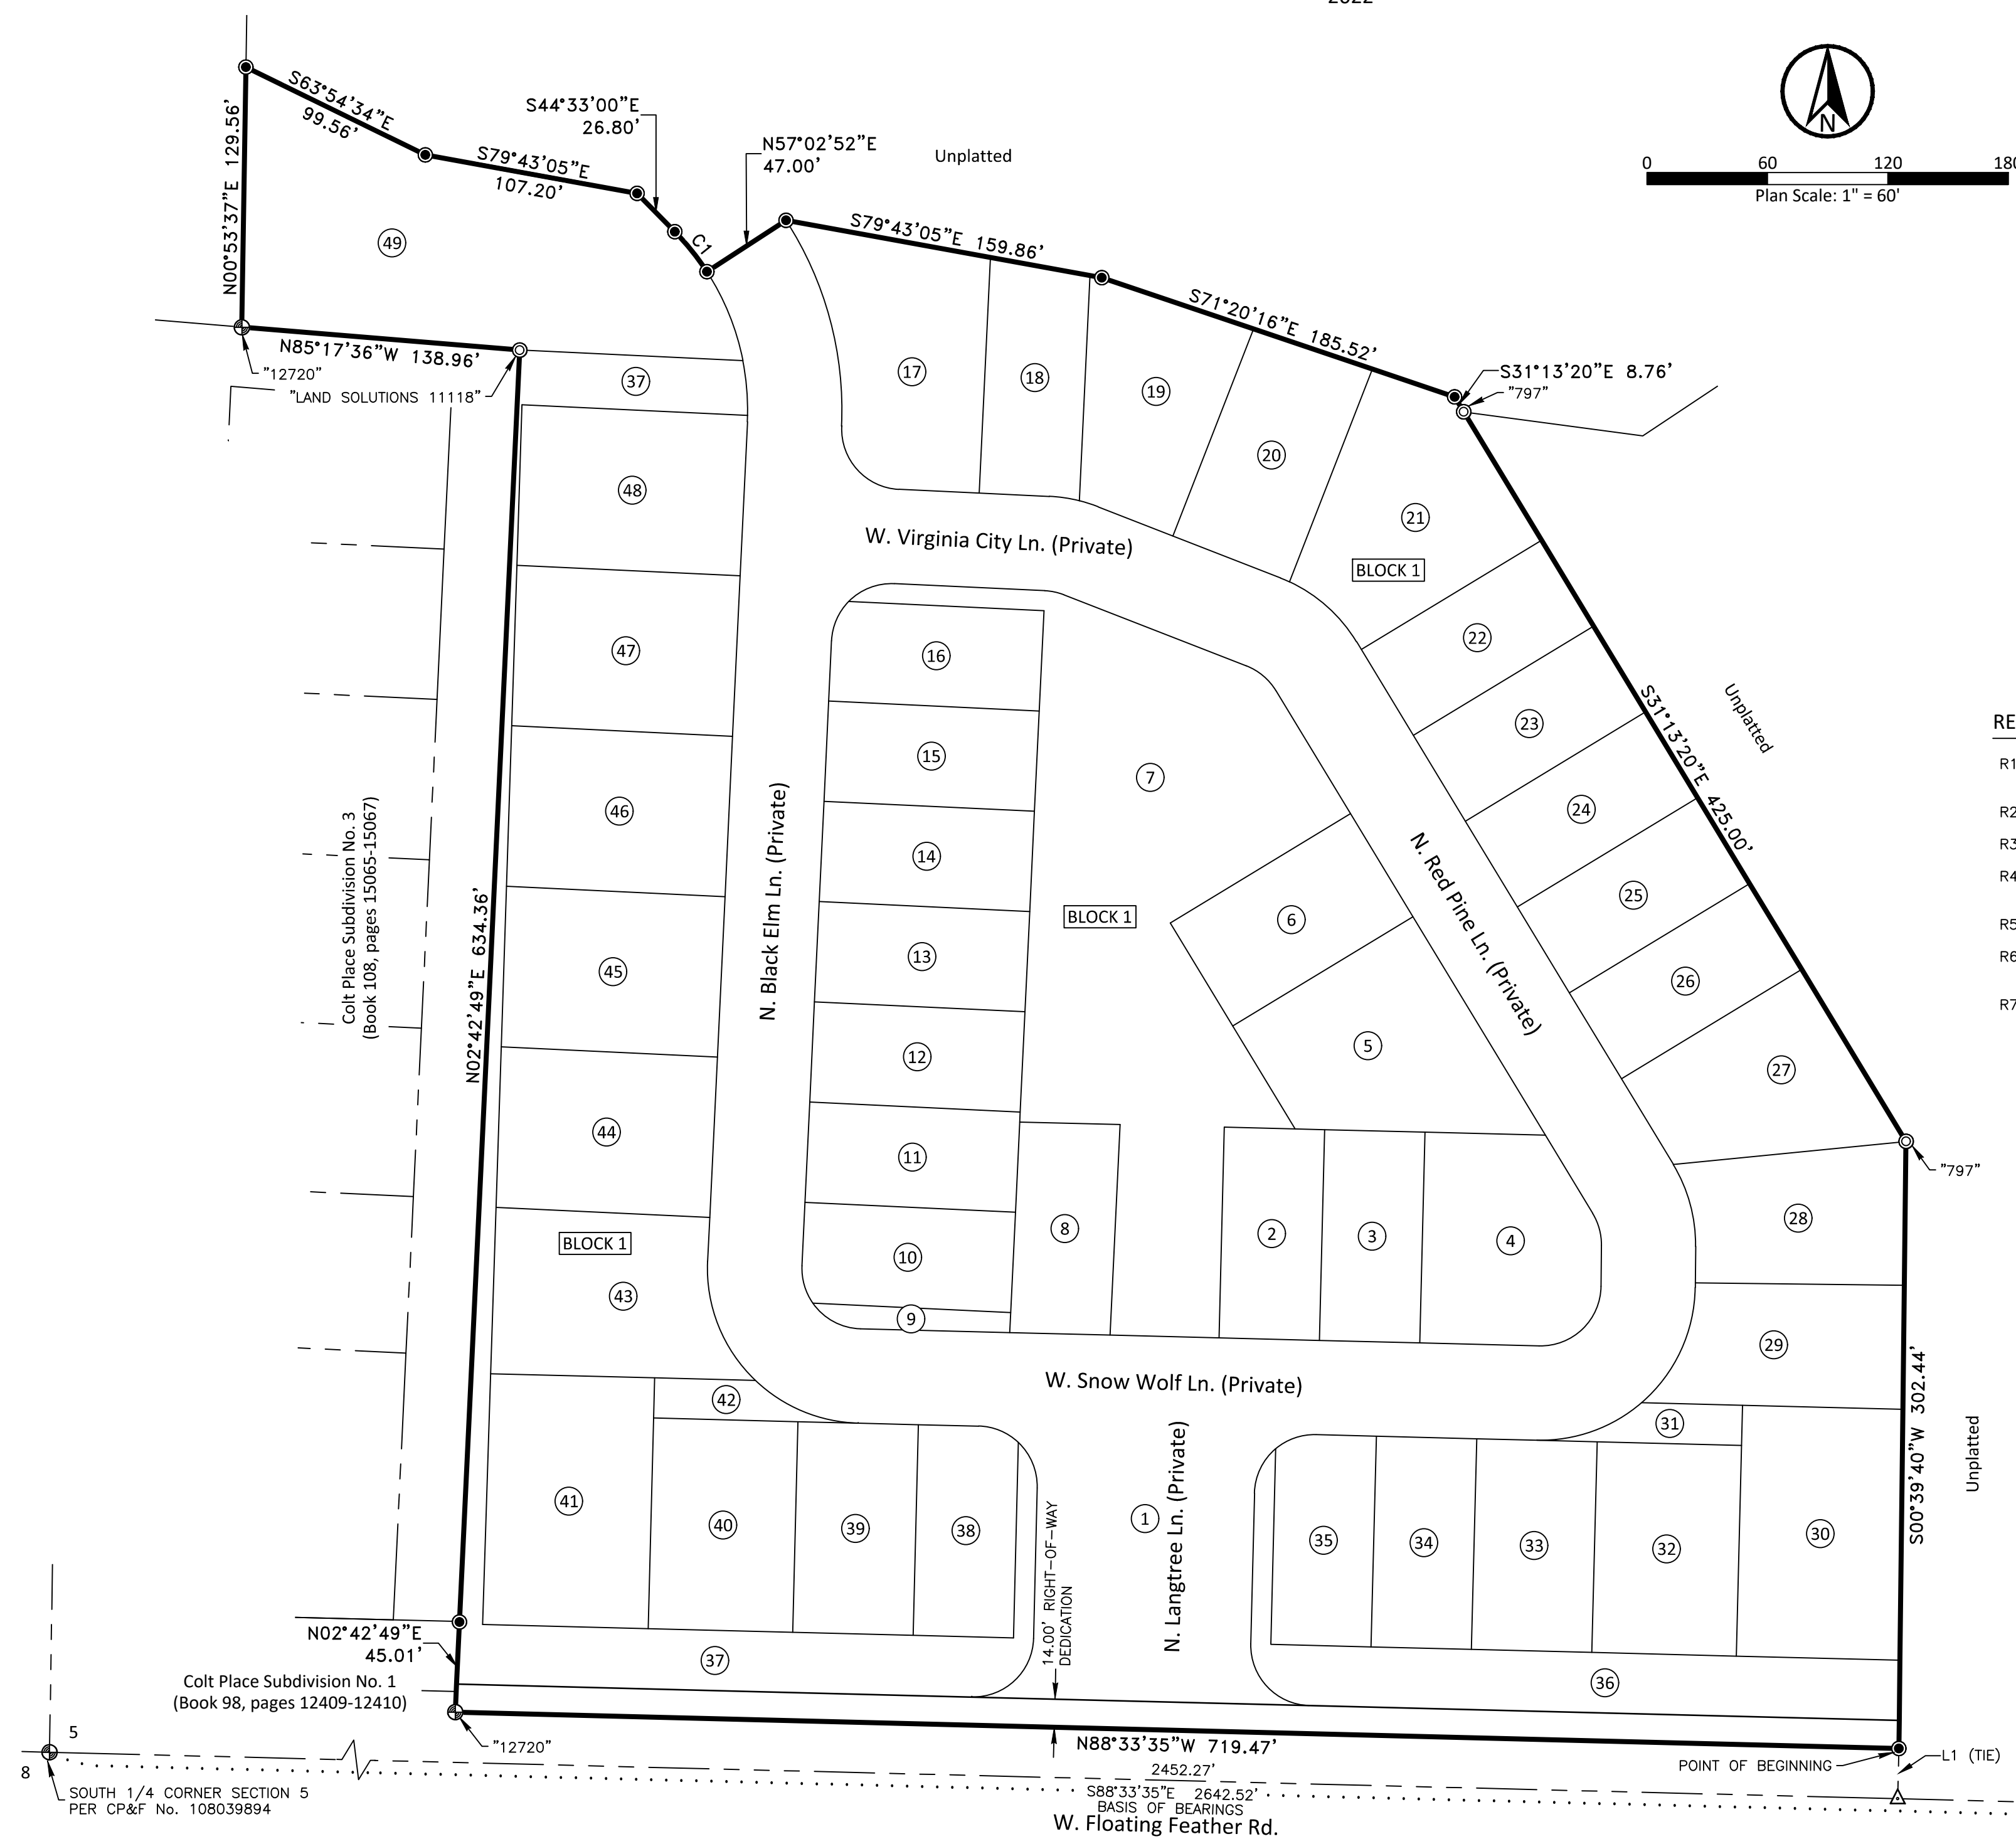 S63°54'34"E
99.56'
N00°53'37"E 129.56'
S79°43'05"E
107.20'
S44°33'00"E
26.80'
C1
N57°02'52"E
47.00'
Unplatted
N
0 60 120
Plan Scale: 1" = 60'
S79°43'05"E 159.86'
S71°20'16"E 185.52'
S31°13'20"E 8.76'
"797"
49
N85°17'36"W 138.96'
"12720"
"LAND SOLUTIONS 11118"
37
17
18
19
20
21
BLOCK 1
48
W. Virginia City Ln. (Private)
22
47
16
23
S31°13'20"E 425.00'
Unplatted
RE
R1
R2
R3
R4
R5
R6
R7
46
15
7
24
14
N. Black Elm Ln. (Private)
Colt Place Subdivision No. 3
(Book 108, pages 15065-15067)
N02°42'49"E 634.36'
BLOCK 1
6
N. Red Pine Ln. (Private)
25
45
13
26
12
5
27
44
11
"797"
28
BLOCK 1
43
10
8
2
3
4
9
29
S00°39'40"W 302.44'
Unplatted
W. Snow Wolf Ln. (Private)
42
31
41
40
39
38
1
N. Langtree Ln. (Private)
14.00' RIGHT-OF-WAY
DEDICATION
35
34
33
32
30
N02°42'49"E
45.01'
37
36
Colt Place Subdivision No. 1
(Book 98, pages 12409-12410)
5
8
"12720"
N88°33'35"W 719.47'
POINT OF BEGINNING
L1 (TIE)
SOUTH 1/4 CORNER SECTION 5
PER CP&F No. 108039894
2452.27'
S88°33'35"E 2642.52'
BASIS OF BEARINGS
W. Floating Feather Rd.